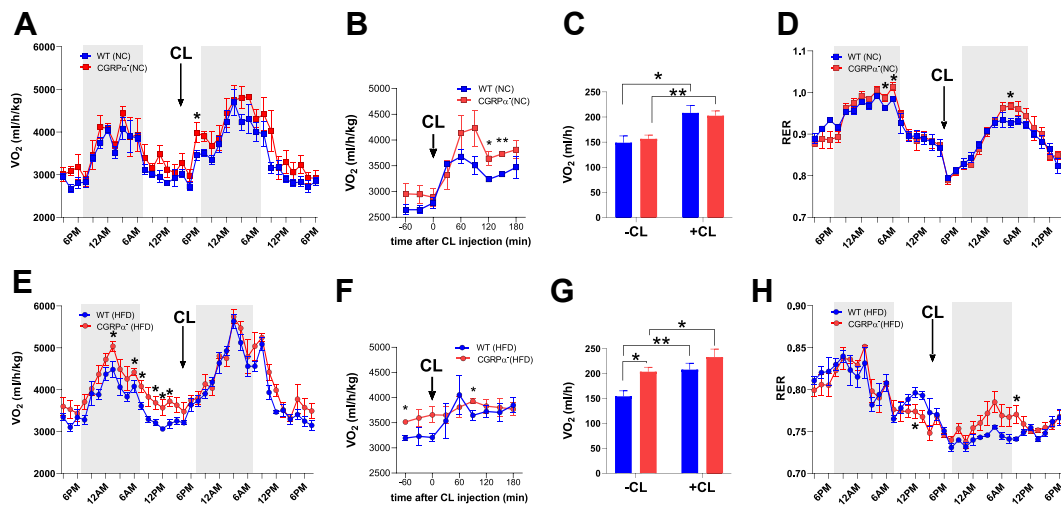 A
WT (NC)
CGRPα⁻(NC)
CL
*
VO₂ (ml/h/kg)
6000
5000
4000
3000
2000
6PM
12AM
6AM
12PM
6PM
12AM
6AM
12PM
6PM
B
WT (NC)
CGRPα⁻(NC)
CL
* **
VO₂ (ml/h/kg)
5000
4500
4000
3500
3000
2500
-60
0
60
120
180
time after CL injection (min)
C
*
**
VO₂ (ml/h)
250
200
150
100
50
0
-CL
+CL
D
WT (NC)
CGRPα⁻(NC)
CL
* *
*
RER
1.1
1.0
0.9
0.8
0.7
6PM
12AM
6AM
12PM
6PM
12AM
6AM
12PM
6PM
E
WT (HFD)
CGRPα⁻ (HFD)
CL
* * * * * *
VO₂ (ml/h/kg)
6000
5000
4000
3000
2000
6PM
12AM
6AM
12PM
6PM
12AM
6AM
12PM
6PM
F
WT (HFD)
CGRPα⁻(HFD)
CL
* *
VO₂ (ml/h/kg)
5000
4500
4000
3500
3000
2500
-60
0
60
120
180
time after CL injection (min)
G
*
**
*
VO₂ (ml/h)
250
200
150
100
50
0
-CL
+CL
H
WT (HFD)
CGRPα⁻(HFD)
CL
*
*
RER
0.90
0.85
0.80
0.75
0.70
6PM
12AM
6AM
12PM
6PM
12AM
6AM
12PM
6PM